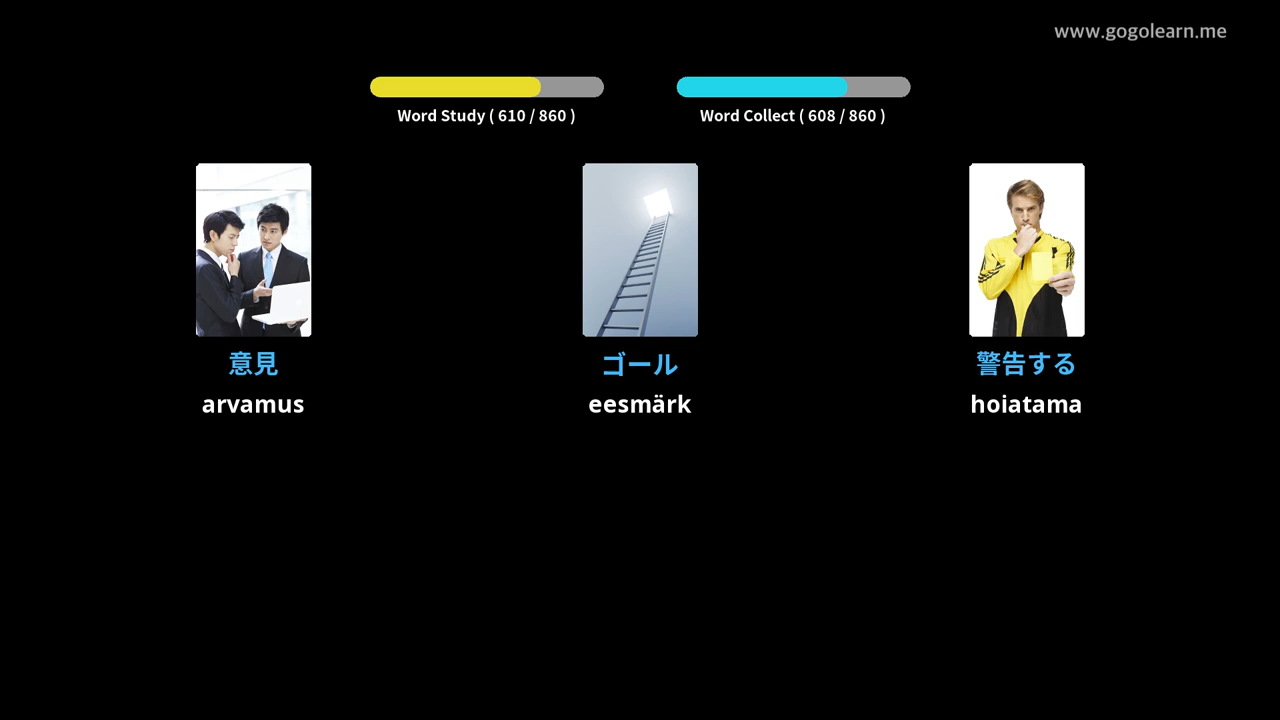 www.gogolearn.me
Word Study ( 610 / 860 )
Word Collect ( 608 / 860 )
意見
ゴール
警告する
arvamus
eesmärk
hoiatama